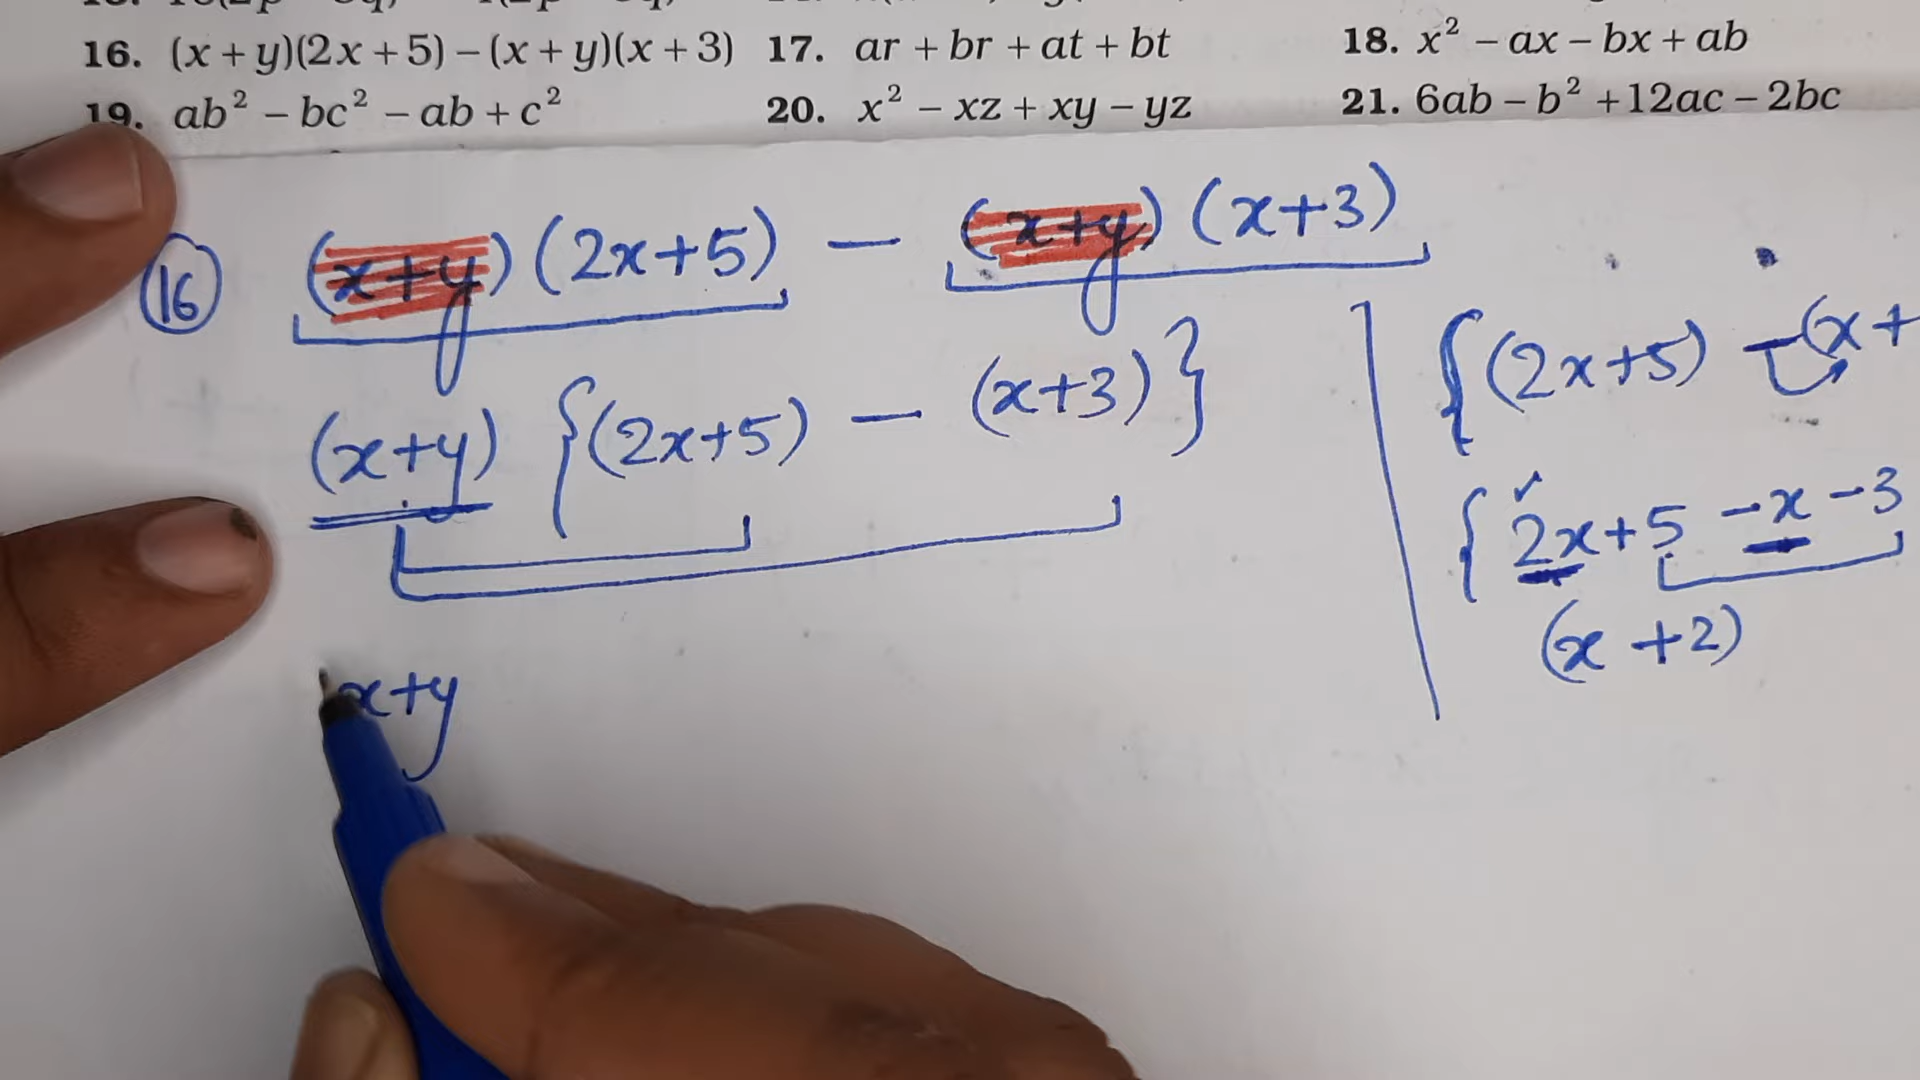 16. (x + y)(2x + 5) – (x + y)(x + 3) 17. ar + br + at + bt 18. x² – ax – bx + ab
19. ab² – bc² – ab + c² 20. x² – xz + xy – yz 21. 6ab – b² + 12ac – 2bc
16 (x+y) (2x+5) – (x+y) (x+3)
(x+y) {(2x+5) – (x+3)}
{(2x+5) – (x+
{ 2x+5 –x –3
(x +2)
x+y